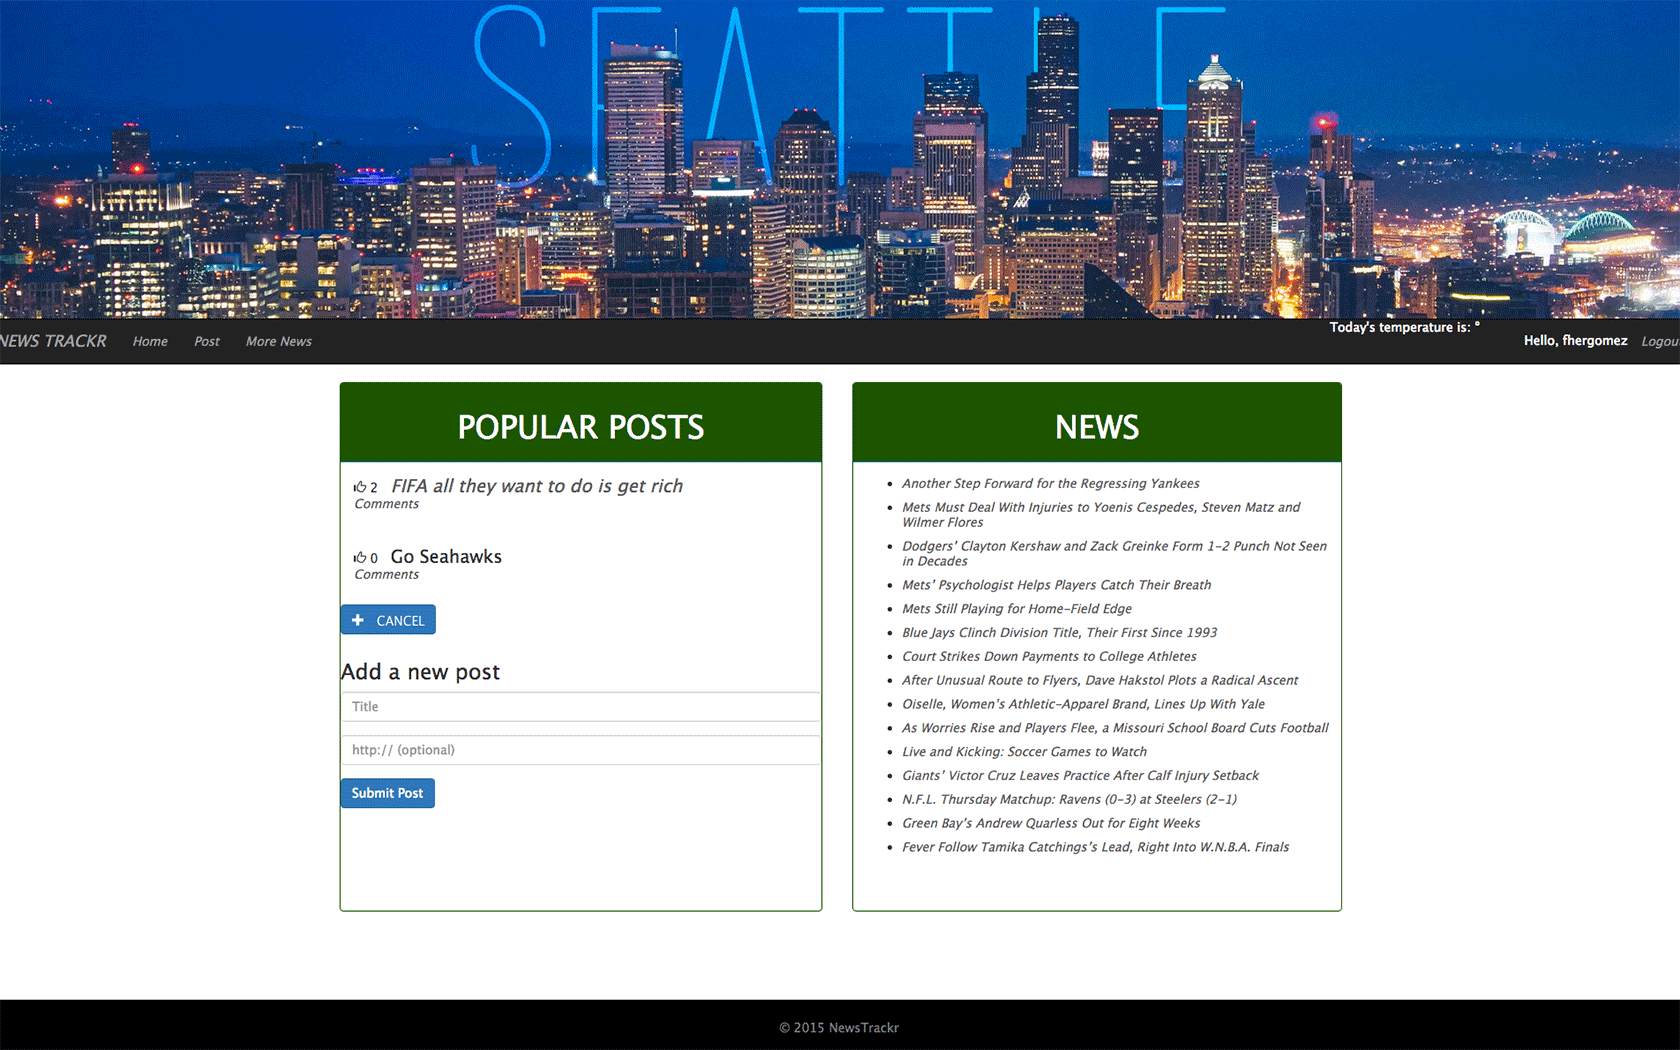 SEATTLE
NEWS TRACKR Home Post More News
Today's temperature is: °
Hello, fhergomez Logou
POPULAR POSTS
2 FIFA all they want to do is get rich
Comments
0 Go Seahawks
Comments
CANCEL
Add a new post
Title
http:// (optional)
Submit Post
NEWS
Another Step Forward for the Regressing Yankees
Mets Must Deal With Injuries to Yoenis Cespedes, Steven Matz and
Wilmer Flores
Dodgers’ Clayton Kershaw and Zack Greinke Form 1-2 Punch Not Seen
in Decades
Mets’ Psychologist Helps Players Catch Their Breath
Mets Still Playing for Home-Field Edge
Blue Jays Clinch Division Title, Their First Since 1993
Court Strikes Down Payments to College Athletes
After Unusual Route to Flyers, Dave Hakstol Plots a Radical Ascent
Oiselle, Women’s Athletic-Apparel Brand, Lines Up With Yale
As Worries Rise and Players Flee, a Missouri School Board Cuts Football
Live and Kicking: Soccer Games to Watch
Giants’ Victor Cruz Leaves Practice After Calf Injury Setback
N.F.L. Thursday Matchup: Ravens (0-3) at Steelers (2-1)
Green Bay’s Andrew Quarless Out for Eight Weeks
Fever Follow Tamika Catchings’s Lead, Right Into W.N.B.A. Finals
© 2015 NewsTrackr